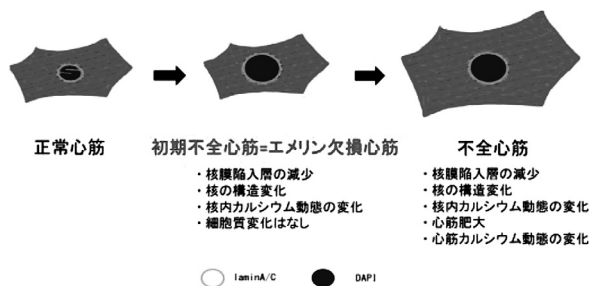 正常心筋
初期不全心筋=エメリン欠損心筋
・核膜陥入層の減少
・核の構造変化
・核内カルシウム動態の変化
・細胞質変化はなし
不全心筋
・核膜陥入層の減少
・核の構造変化
・核内カルシウム動態の変化
・心筋肥大
・心筋カルシウム動態の変化
laminA/C
DAPI